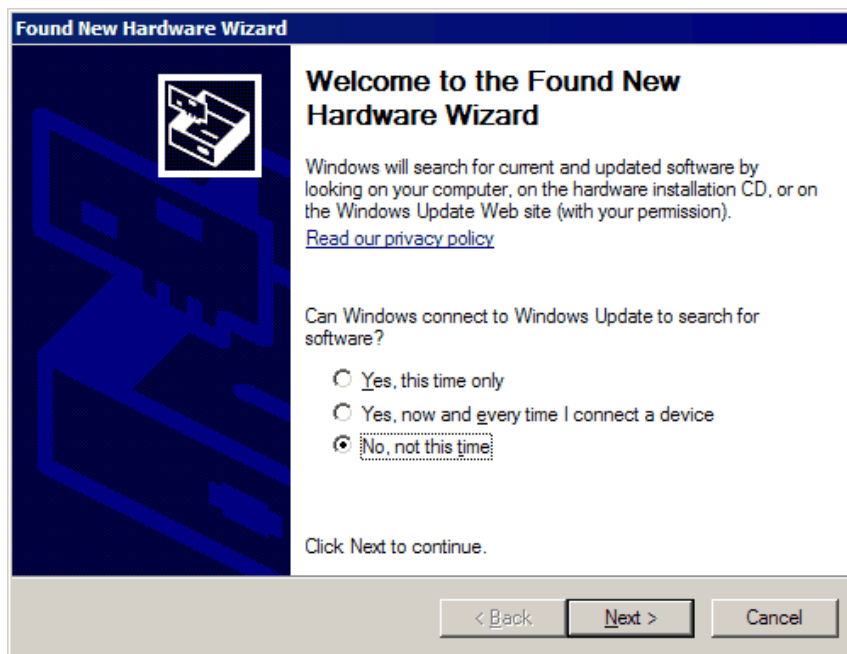 Found New Hardware Wizard
Welcome to the Found New
Hardware Wizard
Windows will search for current and updated software by
looking on your computer, on the hardware installation CD, or on
the Windows Update Web site (with your permission).
Read our privacy policy
Can Windows connect to Windows Update to search for
software?
Yes, this time only
Yes, now and every time I connect a device
No, not this time
Click Next to continue.
< Back Next > Cancel